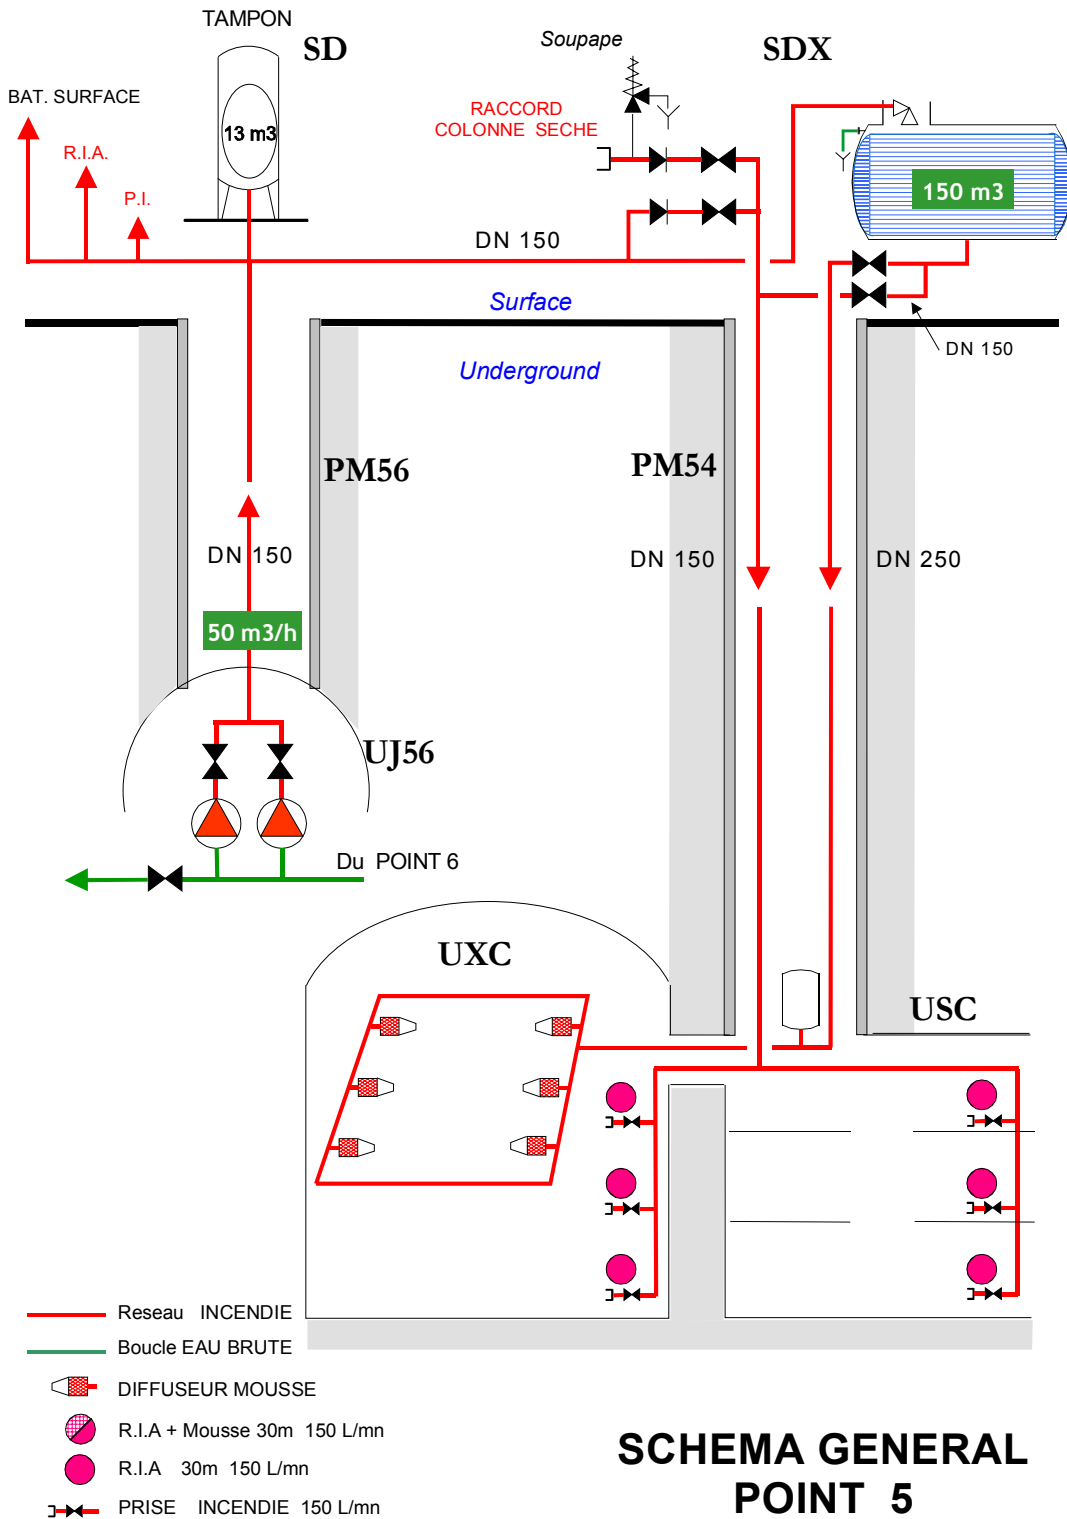 TAMPON
SD
Soupape
SDX
BAT. SURFACE
R.I.A.
P.I.
13 m3
RACCORD
COLONNE SECHE
150 m3
DN 150
Surface
DN 150
Underground
PM56
PM54
DN 150
DN 150
DN 250
50 m3/h
UJ56
Du POINT 6
UXC
USC
Reseau INCENDIE
Boucle EAU BRUTE
DIFFUSEUR MOUSSE
R.I.A + Mousse 30m 150 L/mn
R.I.A 30m 150 L/mn
PRISE INCENDIE 150 L/mn
SCHEMA GENERAL
POINT 5